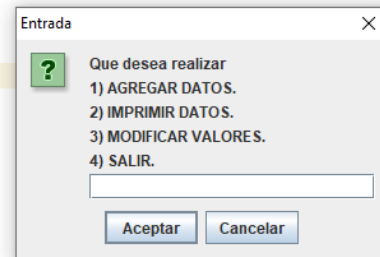 Entrada
Que desea realizar
1) AGREGAR DATOS.
2) IMPRIMIR DATOS.
3) MODIFICAR VALORES.
4) SALIR.
Aceptar Cancelar